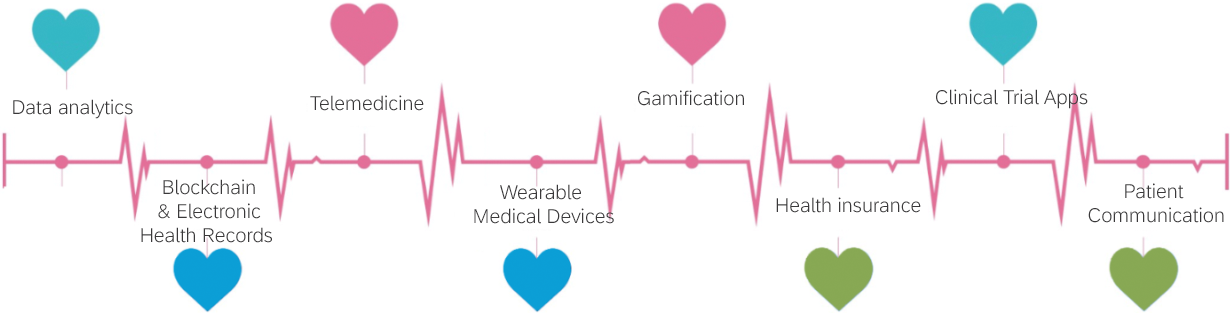 Data analytics
Blockchain
& Electronic
Health Records
Telemedicine
Wearable
Medical Devices
Gamification
Health insurance
Clinical Trial Apps
Patient
Communication